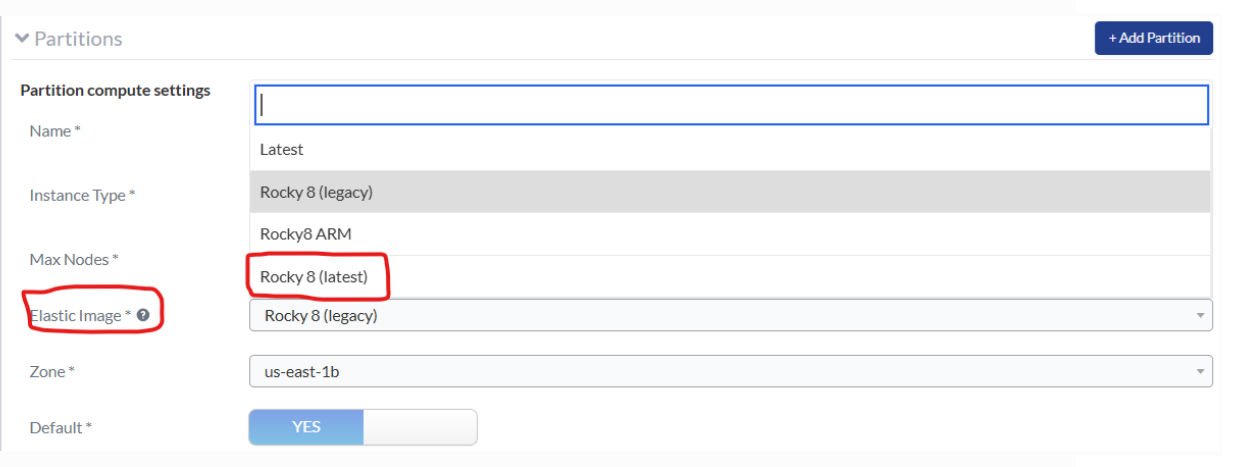 Partitions
+ Add Partition
Partition compute settings
Name *
Latest
Instance Type *
Rocky 8 (legacy)
Rocky8 ARM
Max Nodes *
Rocky 8 (latest)
Elastic Image * ?
Rocky 8 (legacy)
Zone *
us-east-1b
Default *
YES